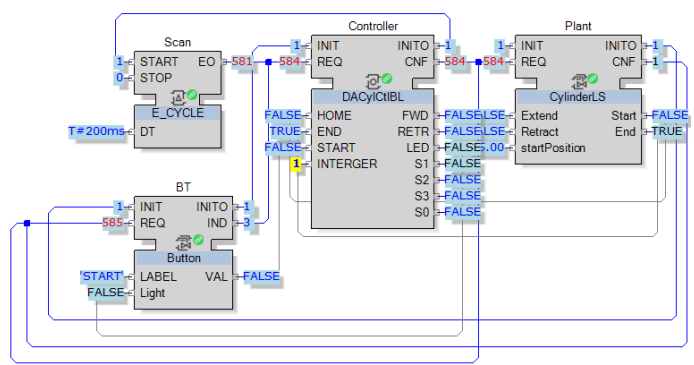 Scan
1 START EO 581
0 STOP
E_CYCLE
T#200ms DT
Controller
1 INIT INITO 1
584 REQ CNF 584
DACylCtlBL
FALSE HOME FWD FALSE
TRUE END RETR FALSE
FALSE START LED FALSE
1 INTERGER S1 FALSE
S2 FALSE
S3 FALSE
S0 FALSE
Plant
1 INIT INITO 1
584 REQ CNF 1
CylinderLS
Extend Start FALSE
Retract End TRUE
5.00 startPosition
BT
1 INIT INITO 1
585 REQ IND 3
Button
'START' LABEL VAL FALSE
FALSE Light